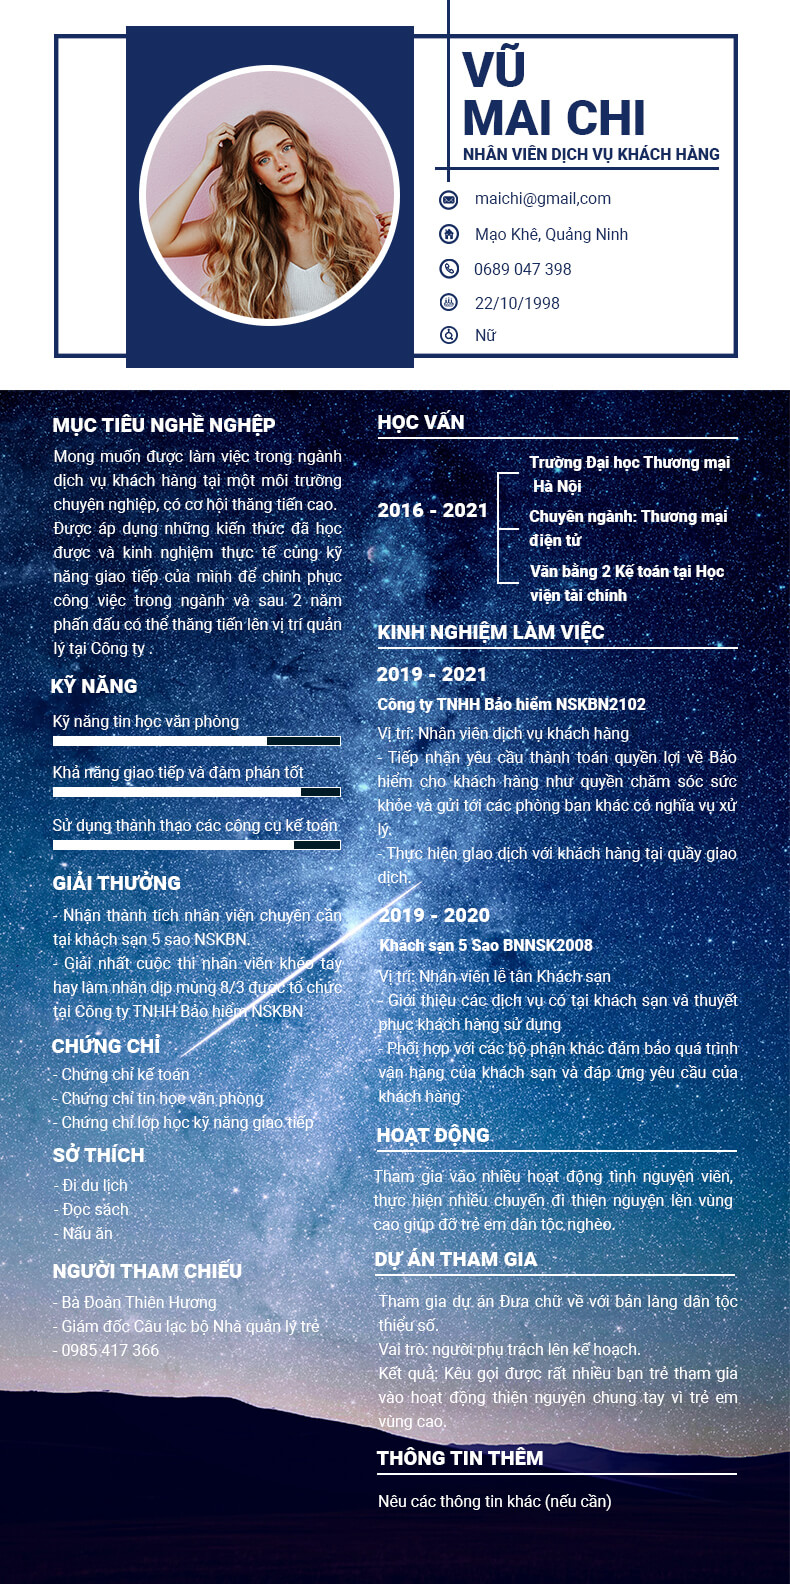 VŨ
MAI CHI
NHÂN VIÊN DỊCH VỤ KHÁCH HÀNG
maichi@gmail,com
Mạo Khê, Quảng Ninh
0689 047 398
22/10/1998
Nữ
MỤC TIÊU NGHỀ NGHỆP
Mong muốn được làm việc trong ngành
dịch vụ khách hàng tại một môi trường
chuyên nghiệp, có cơ hội thăng tiến cao.
Được áp dụng những kiến thức đã học
được và kinh nghiệm thực tế cùng kỹ
năng giao tiếp của mình để chinh phục
công việc trong ngành và sau 2 năm
phấn đấu có thể thăng tiến lên vị trí quản
lý tại Công ty .
KỸ NĂNG
Kỹ năng tin học văn phòng
Khả năng giao tiếp và đàm phán tốt
Sử dụng thành thạo các công cụ kế toán
GIẢI THƯỞNG
- Nhận thành tích nhân viên chuyên cần
tại khách sạn 5 sao NSKBN.
- Giải nhất cuộc thi nhân viên khéo tay
hay làm nhân dịp mùng 8/3 được tổ chức
tại Công ty TNHH Bảo hiểm NSKBN
CHỨNG CHỈ
- Chứng chỉ kế toán
- Chứng chỉ tin học văn phòng
- Chứng chỉ lớp học kỹ năng giao tiếp
SỞ THÍCH
- Đi du lịch
- Đọc sách
- Nấu ăn
NGƯỜI THAM CHIẾU
- Bà Đoàn Thiên Hương
- Giám đốc Câu lạc bộ Nhà quản lý trẻ
- 0985 417 366
HỌC VẤN
2016 - 2021
Trường Đại học Thương mại
Hà Nội
Chuyên ngành: Thương mại
điện tử
Văn bằng 2 Kế toán tại Học
viện tài chính
KINH NGHIỆM LÀM VIỆC
2019 - 2021
Công ty TNHH Bảo hiểm NSKBN2102
Vị trí: Nhân viên dịch vụ khách hàng
- Tiếp nhận yêu cầu thành toán quyền lợi về Bảo
hiểm cho khách hàng như quyền chăm sóc sức
khỏe và gửi tới các phòng ban khác có nghĩa vụ xử
lý.
- Thực hiện giao dịch với khách hàng tại quầy giao
dịch.
2019 - 2020
Khách sạn 5 Sao BNNSK2008
Vị trí: Nhân viên lễ tân Khách sạn
- Giới thiệu các dịch vụ có tại khách sạn và thuyết
phục khách hàng sử dụng
- Phối hợp với các bộ phận khác đảm bảo quá trình
vân hàng của khách sạn và đáp ứng yêu cầu của
khách hàng
HOẠT ĐỘNG
Tham gia vào nhiều hoạt động tình nguyện viên,
thực hiện nhiều chuyến đi thiện nguyện lên vùng
cao giúp đỡ trẻ em dân tộc nghèo.
DỰ ÁN THAM GIA
Tham gia dự án Đưa chữ về với bản làng dân tộc
thiểu số.
Vai trò: người phụ trách lên kế hoạch.
Kết quả: Kêu gọi được rất nhiều bạn trẻ tham gia
vào hoạt động thiện nguyện chung tay vì trẻ em
vùng cao.
THÔNG TIN THÊM
Nêu các thông tin khác (nếu cần)